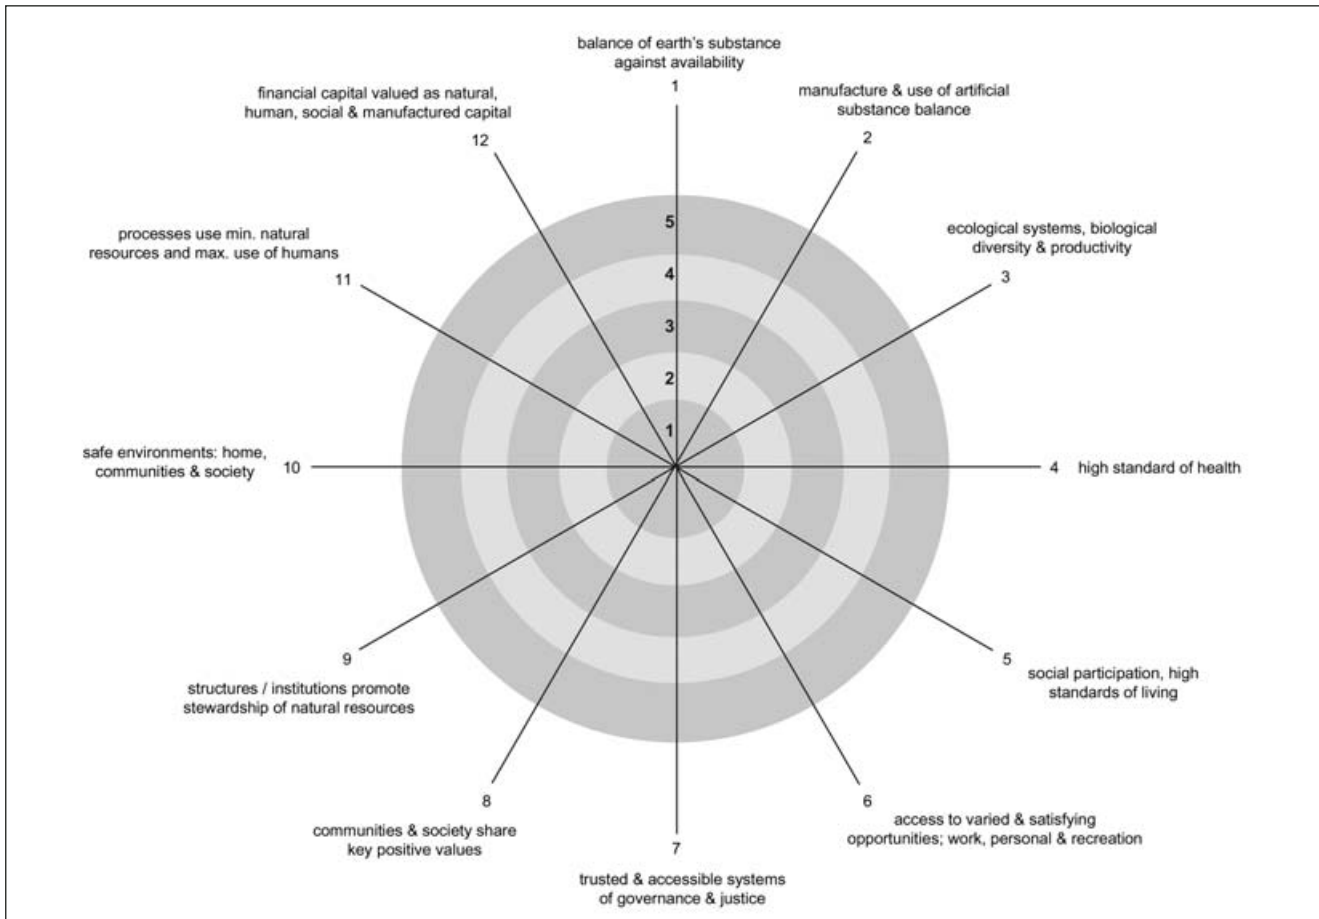 balance of earth's substance
against availability
1
manufacture & use of artificial
substance balance
2
ecological systems, biological
diversity & productivity
3
4 high standard of health
5
social participation, high
standards of living
6
access to varied & satisfying
opportunities; work, personal & recreation
7
trusted & accessible systems
of governance & justice
8
communities & society share
key positive values
9
structures / institutions promote
stewardship of natural resources
safe environments: home,
communities & society
10
processes use min. natural
resources and max. use of humans
11
financial capital valued as natural,
human, social & manufactured capital
12
5
4
3
2
1